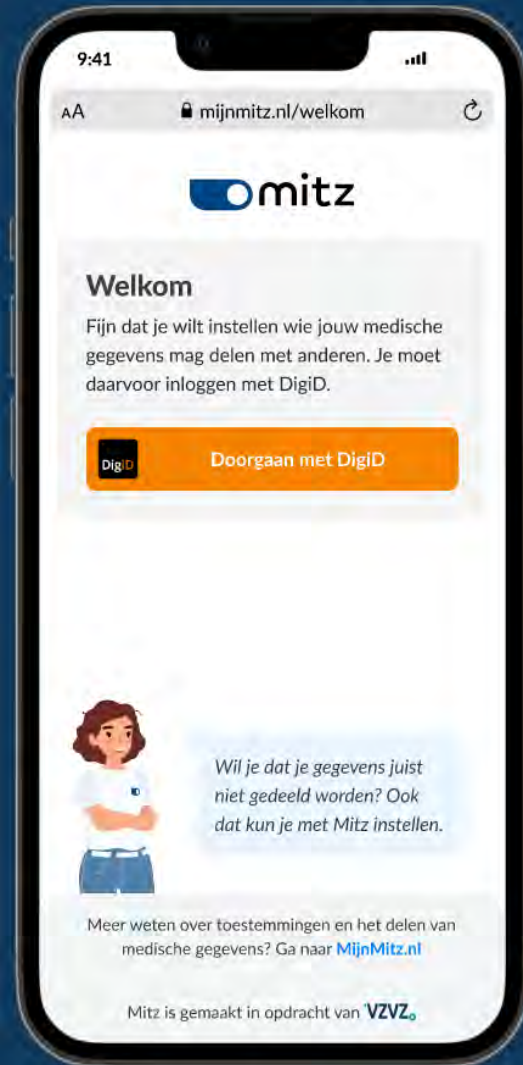 9:41
AA mijnmitz.nl/welkom
mitz
Welkom
Fijn dat je wilt instellen wie jouw medische
gegevens mag delen met anderen. Je moet
daarvoor inloggen met DigiD.
DigiD Doorgaan met DigiD
Wil je dat je gegevens juist
niet gedeeld worden? Ook
dat kun je met Mitz instellen.
Meer weten over toestemmingen en het delen van
medische gegevens? Ga naar MijnMitz.nl
Mitz is gemaakt in opdracht van VZVZ